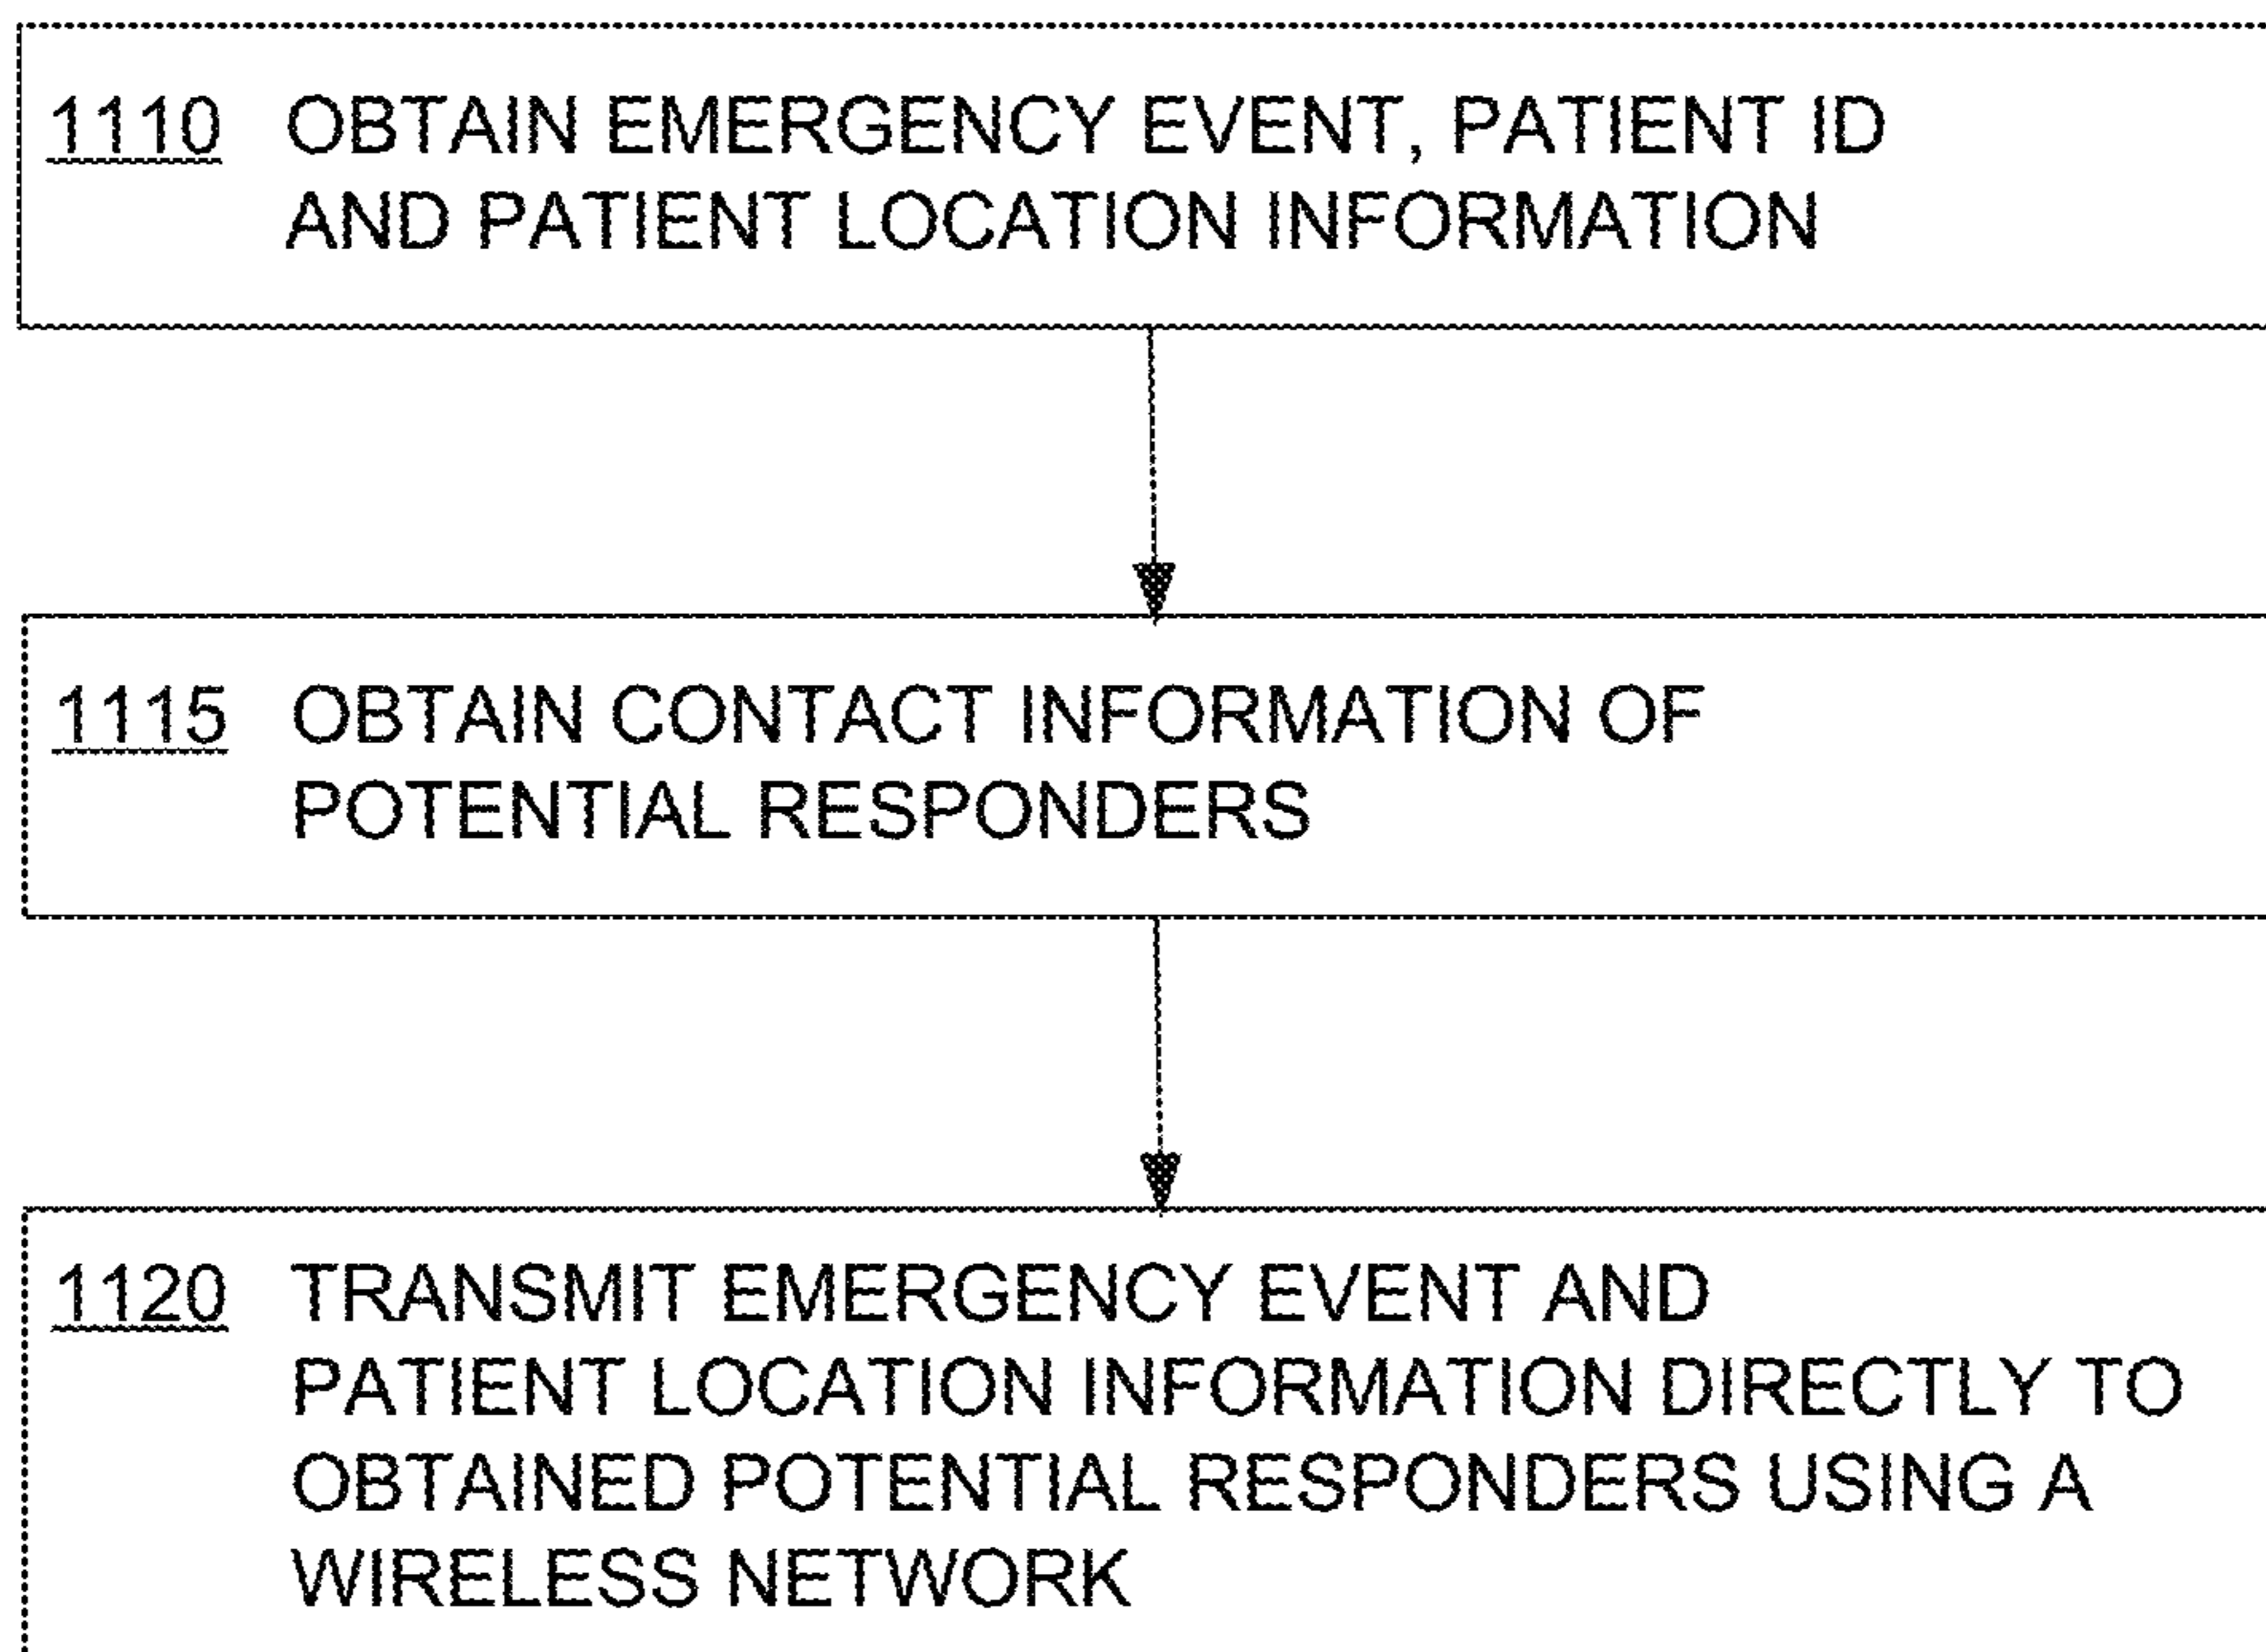 1110 OBTAIN EMERGENCY EVENT, PATIENT ID
AND PATIENT LOCATION INFORMATION
1115 OBTAIN CONTACT INFORMATION OF
POTENTIAL RESPONDERS
1120 TRANSMIT EMERGENCY EVENT AND
PATIENT LOCATION INFORMATION DIRECTLY TO
OBTAINED POTENTIAL RESPONDERS USING A
WIRELESS NETWORK